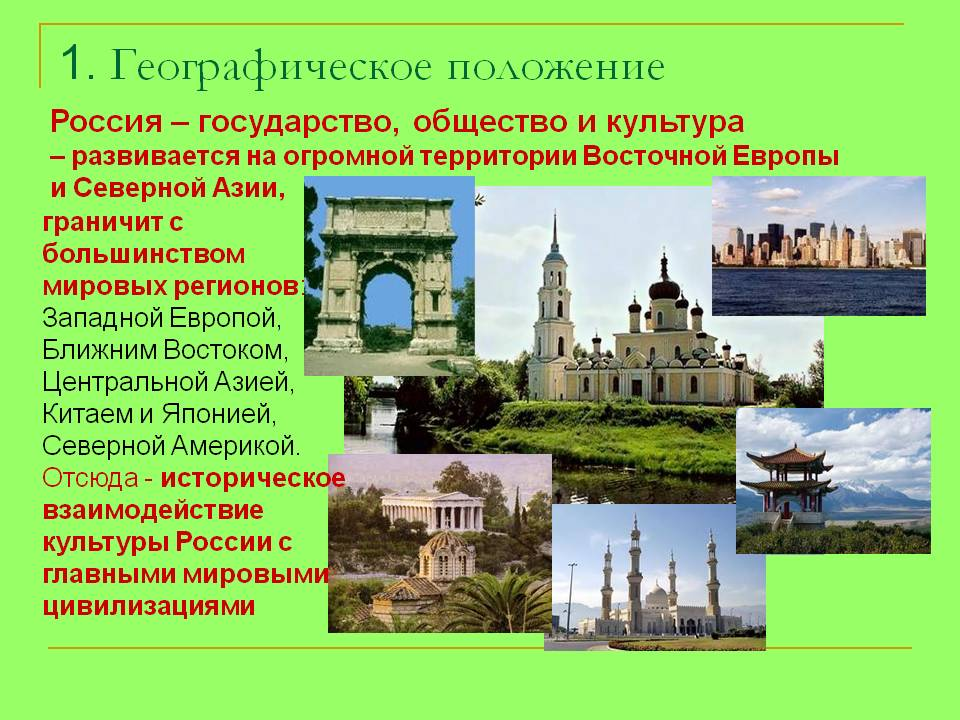 1. Географическое положение
Россия – государство, общество и культура
– развивается на огромной территории Восточной Европы
и Северной Азии,
граничит с
большинством
мировых регионов:
Западной Европой,
Ближним Востоком,
Центральной Азией,
Китаем и Японией,
Северной Америкой.
Отсюда - историческое
взаимодействие
культуры России с
главными мировыми
цивилизациями